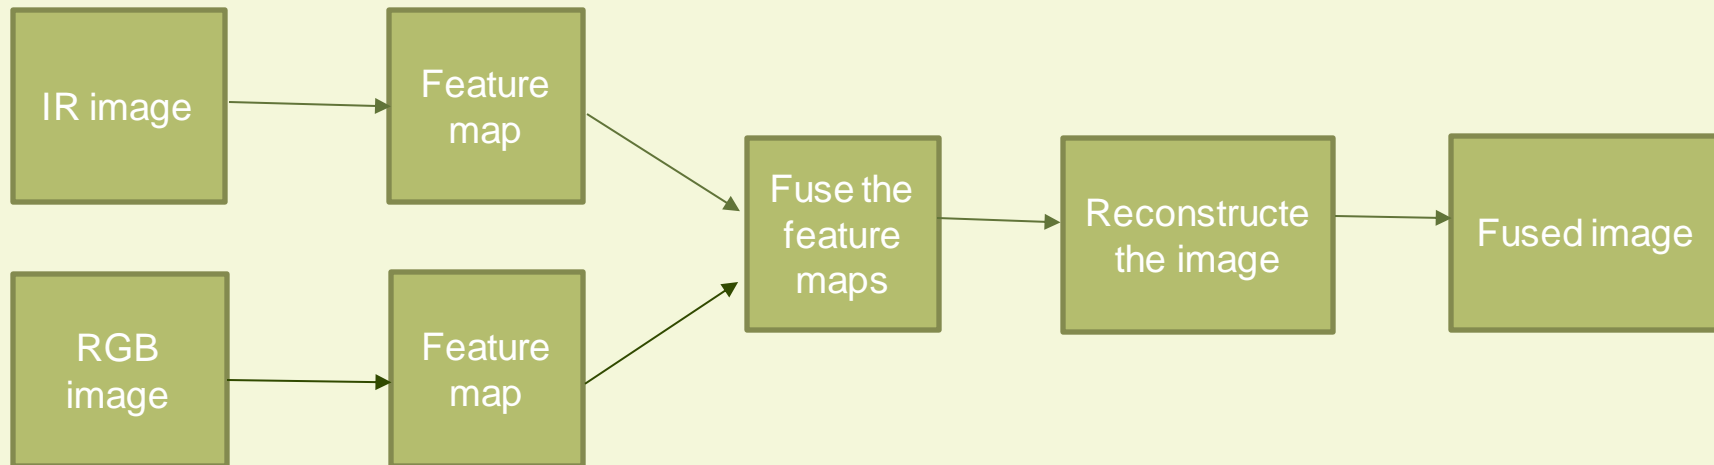 IR image
Feature
map
RGB
image
Feature
map
Fuse the
feature
maps
Reconstructe
the image
Fused image